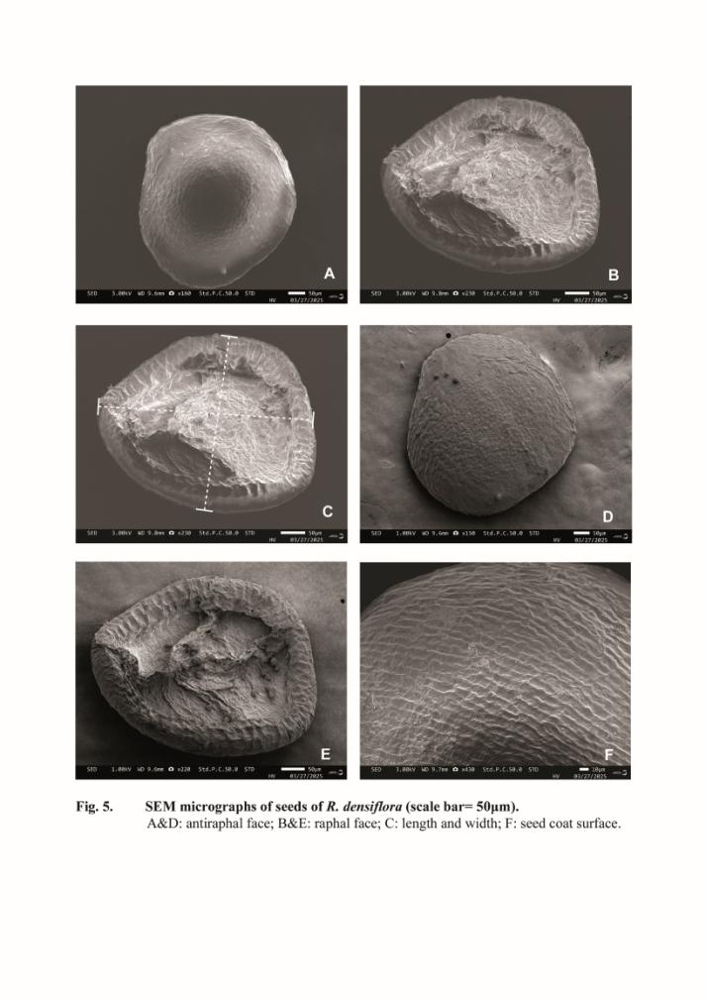 A
SED 3.00kV WD 9.6mm x180 Std.P.C.50.0 STD 50µm
HV 03/27/2025
B
SED 3.00kV WD 9.8mm x230 Std.P.C.50.0 STD 50µm
HV 03/27/2025
C
SED 3.00kV WD 9.8mm x230 Std.P.C.50.0 STD 50µm
HV 03/27/2025
D
SED 1.00kV WD 9.6mm x150 Std.P.C.50.0 STD 50µm
HV 03/27/2025
E
SED 1.00kV WD 9.6mm x220 Std.P.C.50.0 STD 50µm
HV 03/27/2025
F
SED 3.00kV WD 9.7mm x430 Std.P.C.50.0 STD 10µm
HV 03/27/2025
Fig. 5. SEM micrographs of seeds of R. densiflora (scale bar= 50µm).
A&D: antiraphal face; B&E: raphal face; C: length and width; F: seed coat surface.